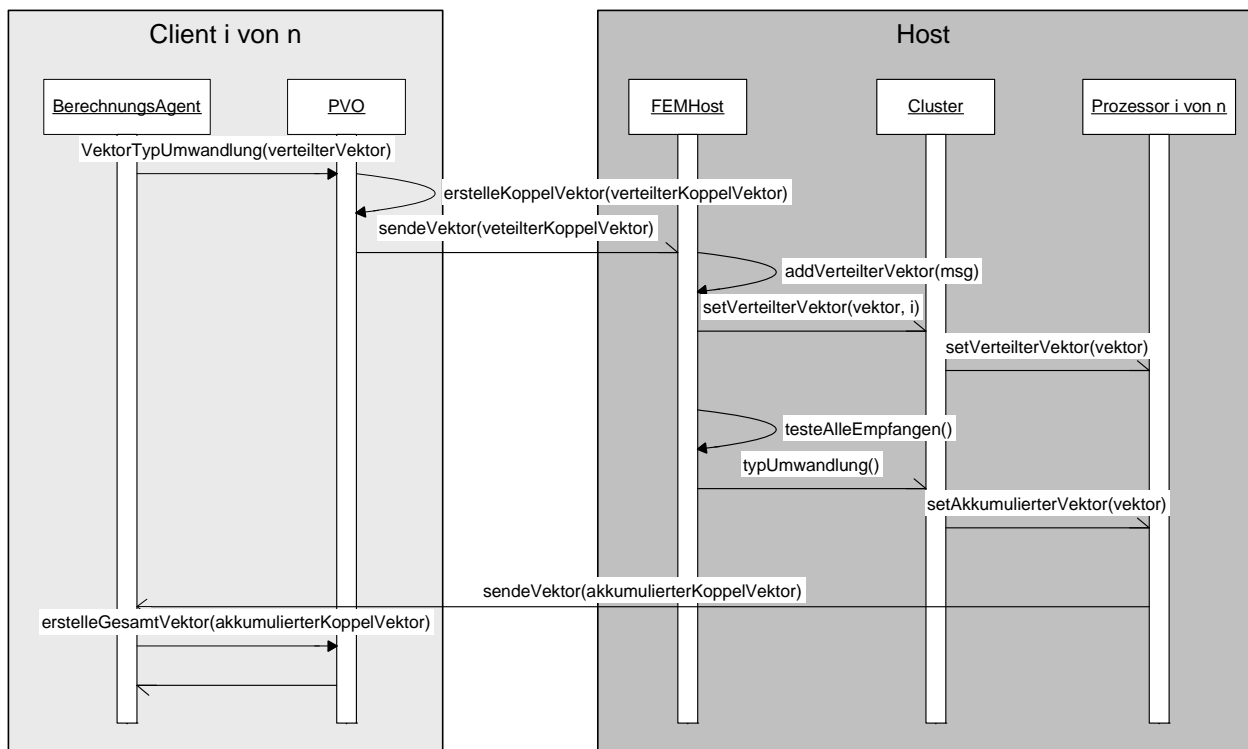 Client i von n
Host
BerechnungsAgent
PVO
FEMHost
Cluster
Prozessor i von n
VektorTypUmwandlung(verteilterVektor)
erstelleKoppelVektor(verteilterKoppelVektor)
sendeVektor(veteilterKoppelVektor)
addVerteilterVektor(msg)
setVerteilterVektor(vektor, i)
setVerteilterVektor(vektor)
testeAlleEmpfangen()
typUmwandlung()
setAkkumulierterVektor(vektor)
sendeVektor(akkumulierterKoppelVektor)
erstelleGesamtVektor(akkumulierterKoppelVektor)